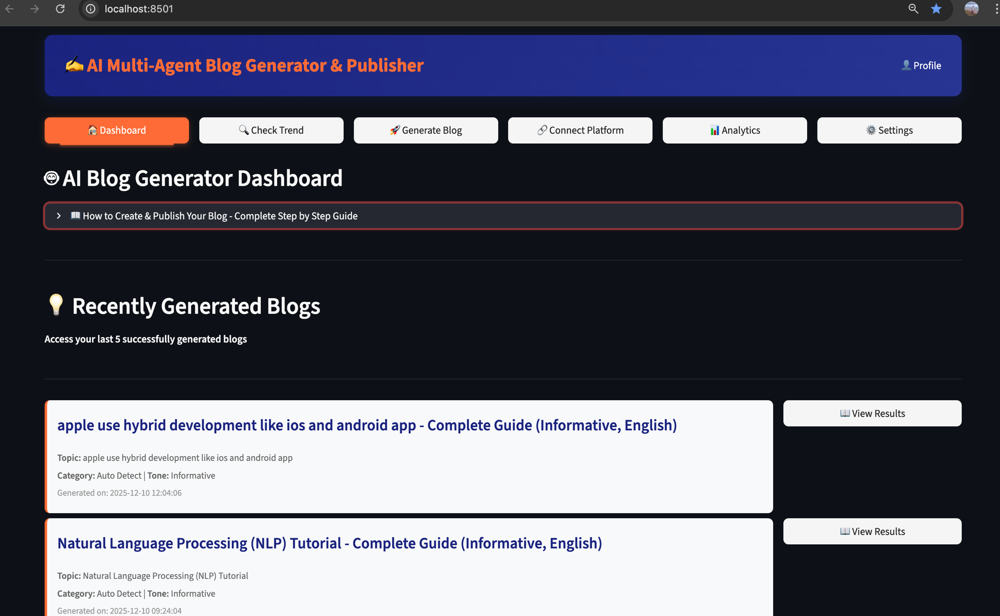 localhost:8501
✍️ AI Multi-Agent Blog Generator & Publisher
👤 Profile
🏠 Dashboard
🔍 Check Trend
🚀 Generate Blog
🔗 Connect Platform
📊 Analytics
⚙️ Settings
AI Blog Generator Dashboard
📖 How to Create & Publish Your Blog - Complete Step by Step Guide
💡 Recently Generated Blogs
Access your last 5 successfully generated blogs
apple use hybrid development like ios and android app - Complete Guide (Informative, English)
📖 View Results
Topic: apple use hybrid development like ios and android app
Category: Auto Detect | Tone: Informative
Generated on: 2025-12-10 12:04:06
Natural Language Processing (NLP) Tutorial - Complete Guide (Informative, English)
📖 View Results
Topic: Natural Language Processing (NLP) Tutorial
Category: Auto Detect | Tone: Informative
Generated on: 2025-12-10 09:24:04